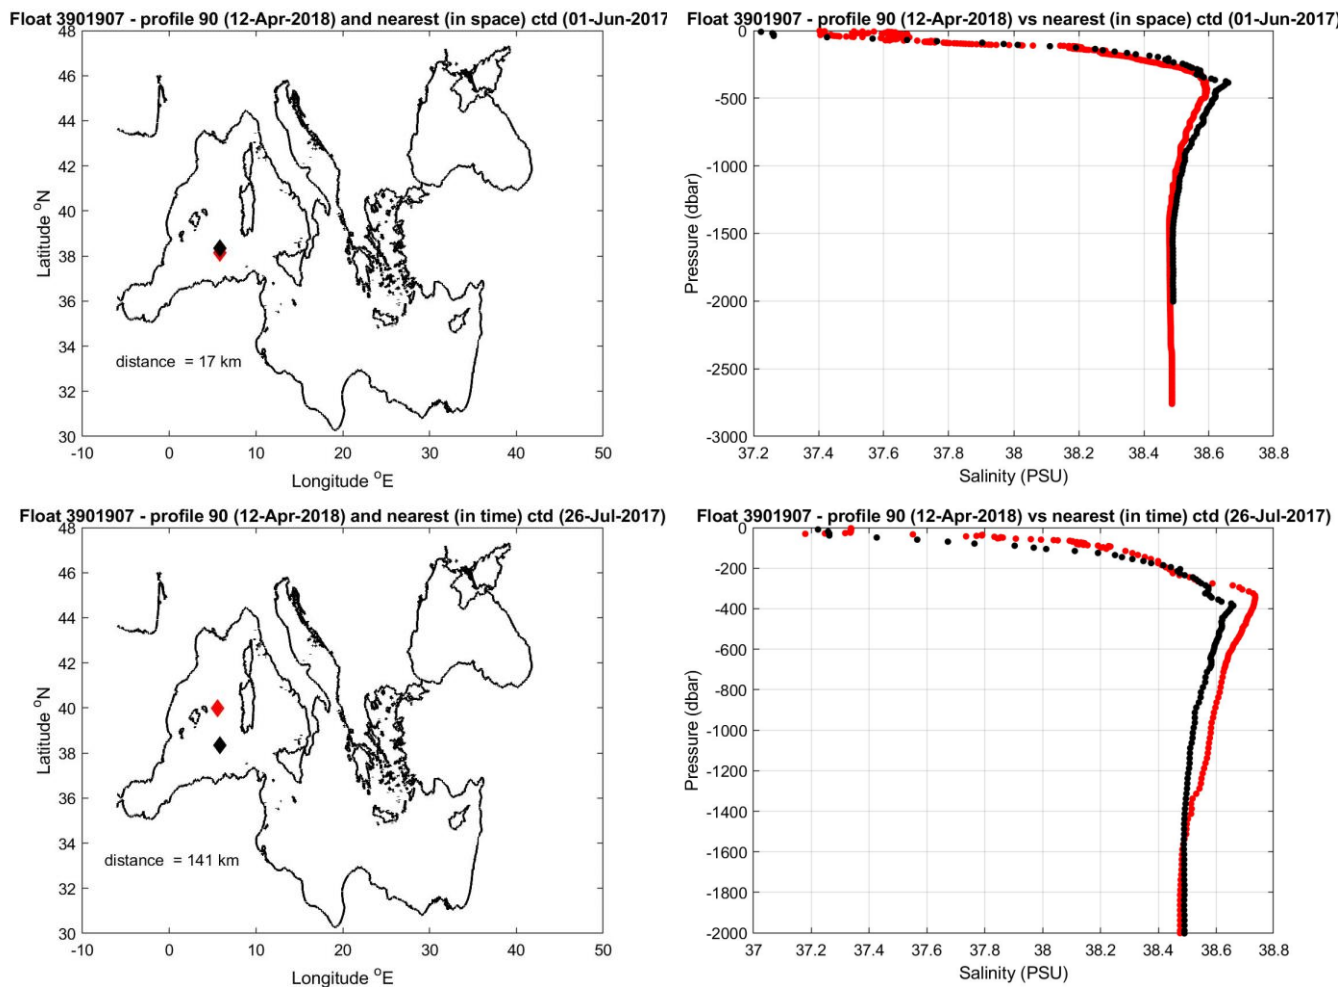 Float 3901907 - profile 90 (12-Apr-2018) and nearest (in space) ctd (01-Jun-2017)
48
46
44
42
40
38
36
34
32
30
Latitude °N
distance = 17 km
-10 0 10 20 30 40 50
Longitude °E
Float 3901907 - profile 90 (12-Apr-2018) vs nearest (in space) ctd (01-Jun-2017)
0
-500
-1000
-1500
-2000
-2500
-3000
Pressure (dbar)
37.2 37.4 37.6 37.8 38 38.2 38.4 38.6 38.8
Salinity (PSU)
Float 3901907 - profile 90 (12-Apr-2018) and nearest (in time) ctd (26-Jul-2017)
48
46
44
42
40
38
36
34
32
30
Latitude °N
distance = 141 km
-10 0 10 20 30 40 50
Longitude °E
Float 3901907 - profile 90 (12-Apr-2018) vs nearest (in time) ctd (26-Jul-2017)
0
-200
-400
-600
-800
-1000
-1200
-1400
-1600
-1800
-2000
Pressure (dbar)
37 37.2 37.4 37.6 37.8 38 38.2 38.4 38.6 38.8
Salinity (PSU)